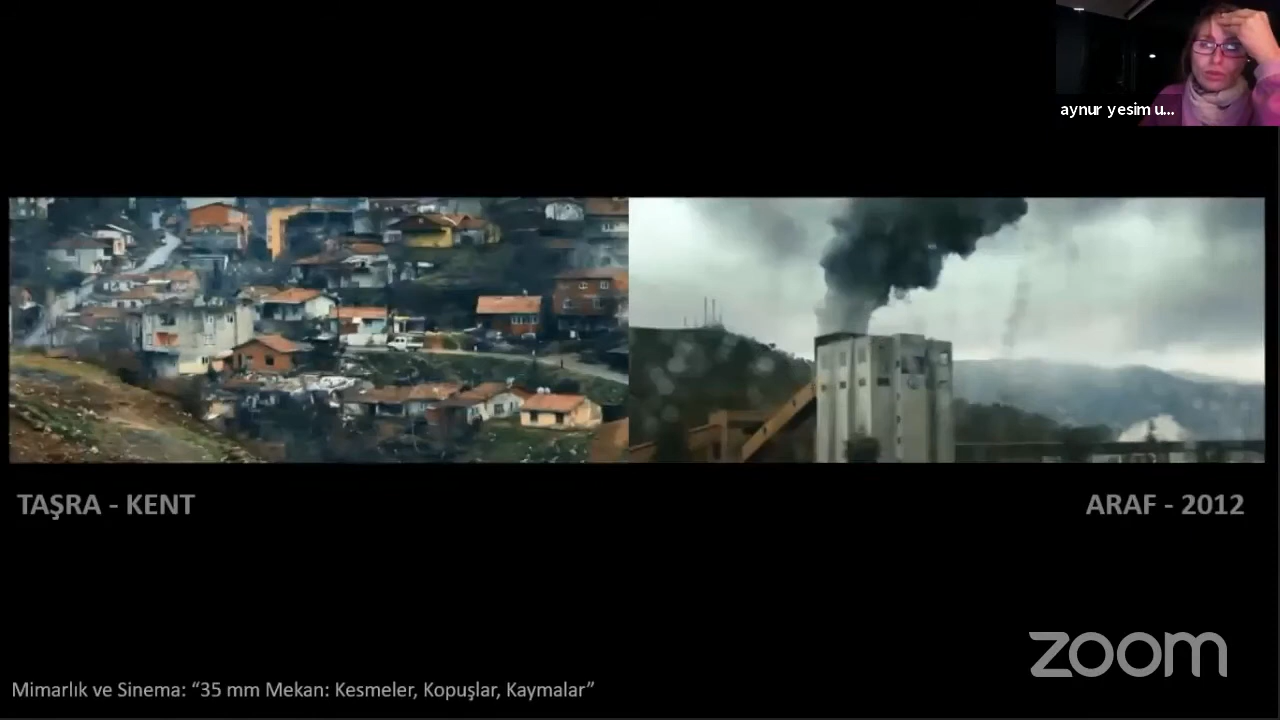 aynur yesim u...
TAŞRA - KENT
ARAF - 2012
zoom
Mimarlık ve Sinema: “35 mm Mekan: Kesmeler, Kopuşlar, Kaymalar”